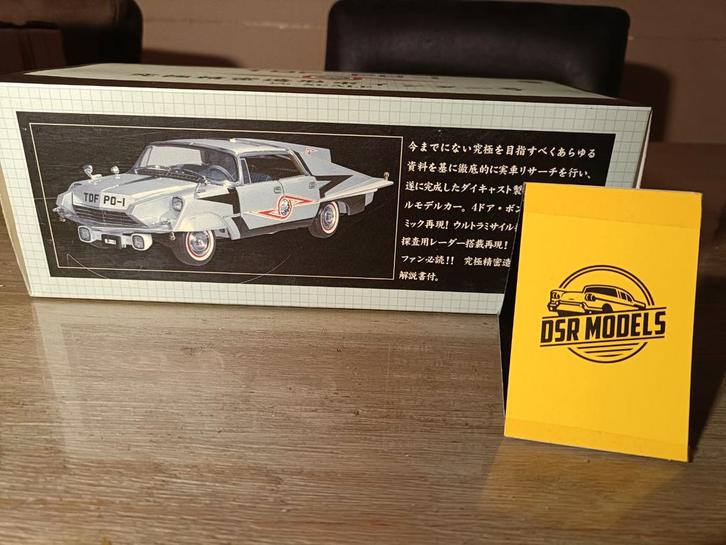 TDF PO-1
今までにない究極を目指すべくあらゆる
資料を基に徹底的に実車リサーチを行い、
遂に完成したダイキャスト製
ルモデルカー。4ドア・ボン
ミック再現! ウルトラミサイル
探査用レーダー搭載再現!
ファン必読!! 究極精密造
解説書付。
DSR MODELS